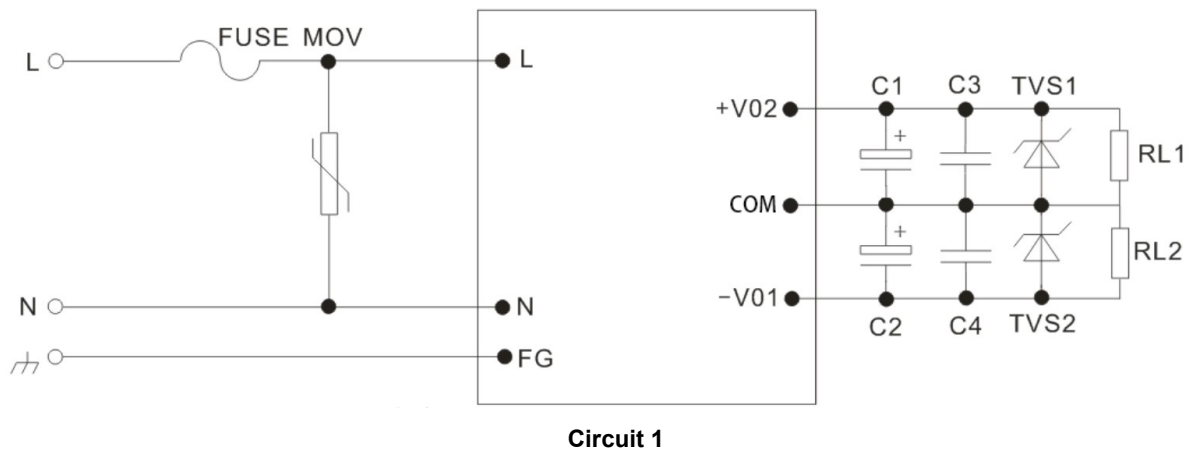 FUSE MOV
L
L
C1
C3
TVS1
+V02
+
RL1
COM
+
RL2
N
N
-V01
C2
C4
TVS2
FG
Circuit 1